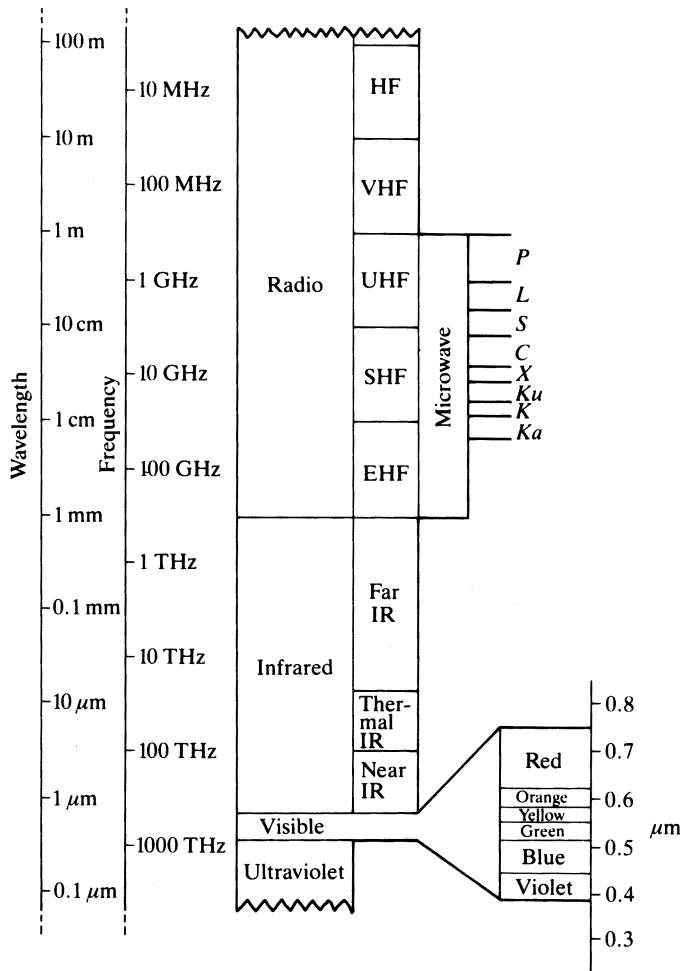 100 m
10 m
1 m
10 cm
1 cm
1 mm
0.1 mm
10 μm
1 μm
0.1 μm
Wavelength
10 MHz
100 MHz
1 GHz
10 GHz
100 GHz
1 THz
10 THz
100 THz
1000 THz
Frequency
Radio
Infrared
Visible
Ultraviolet
HF
VHF
UHF
SHF
EHF
Far
IR
Ther-
mal
IR
Near
IR
Microwave
P
L
S
C
X
Ku
K
Ka
Red
Orange
Yellow
Green
Blue
Violet
0.8
0.7
0.6
0.5
0.4
0.3
μm